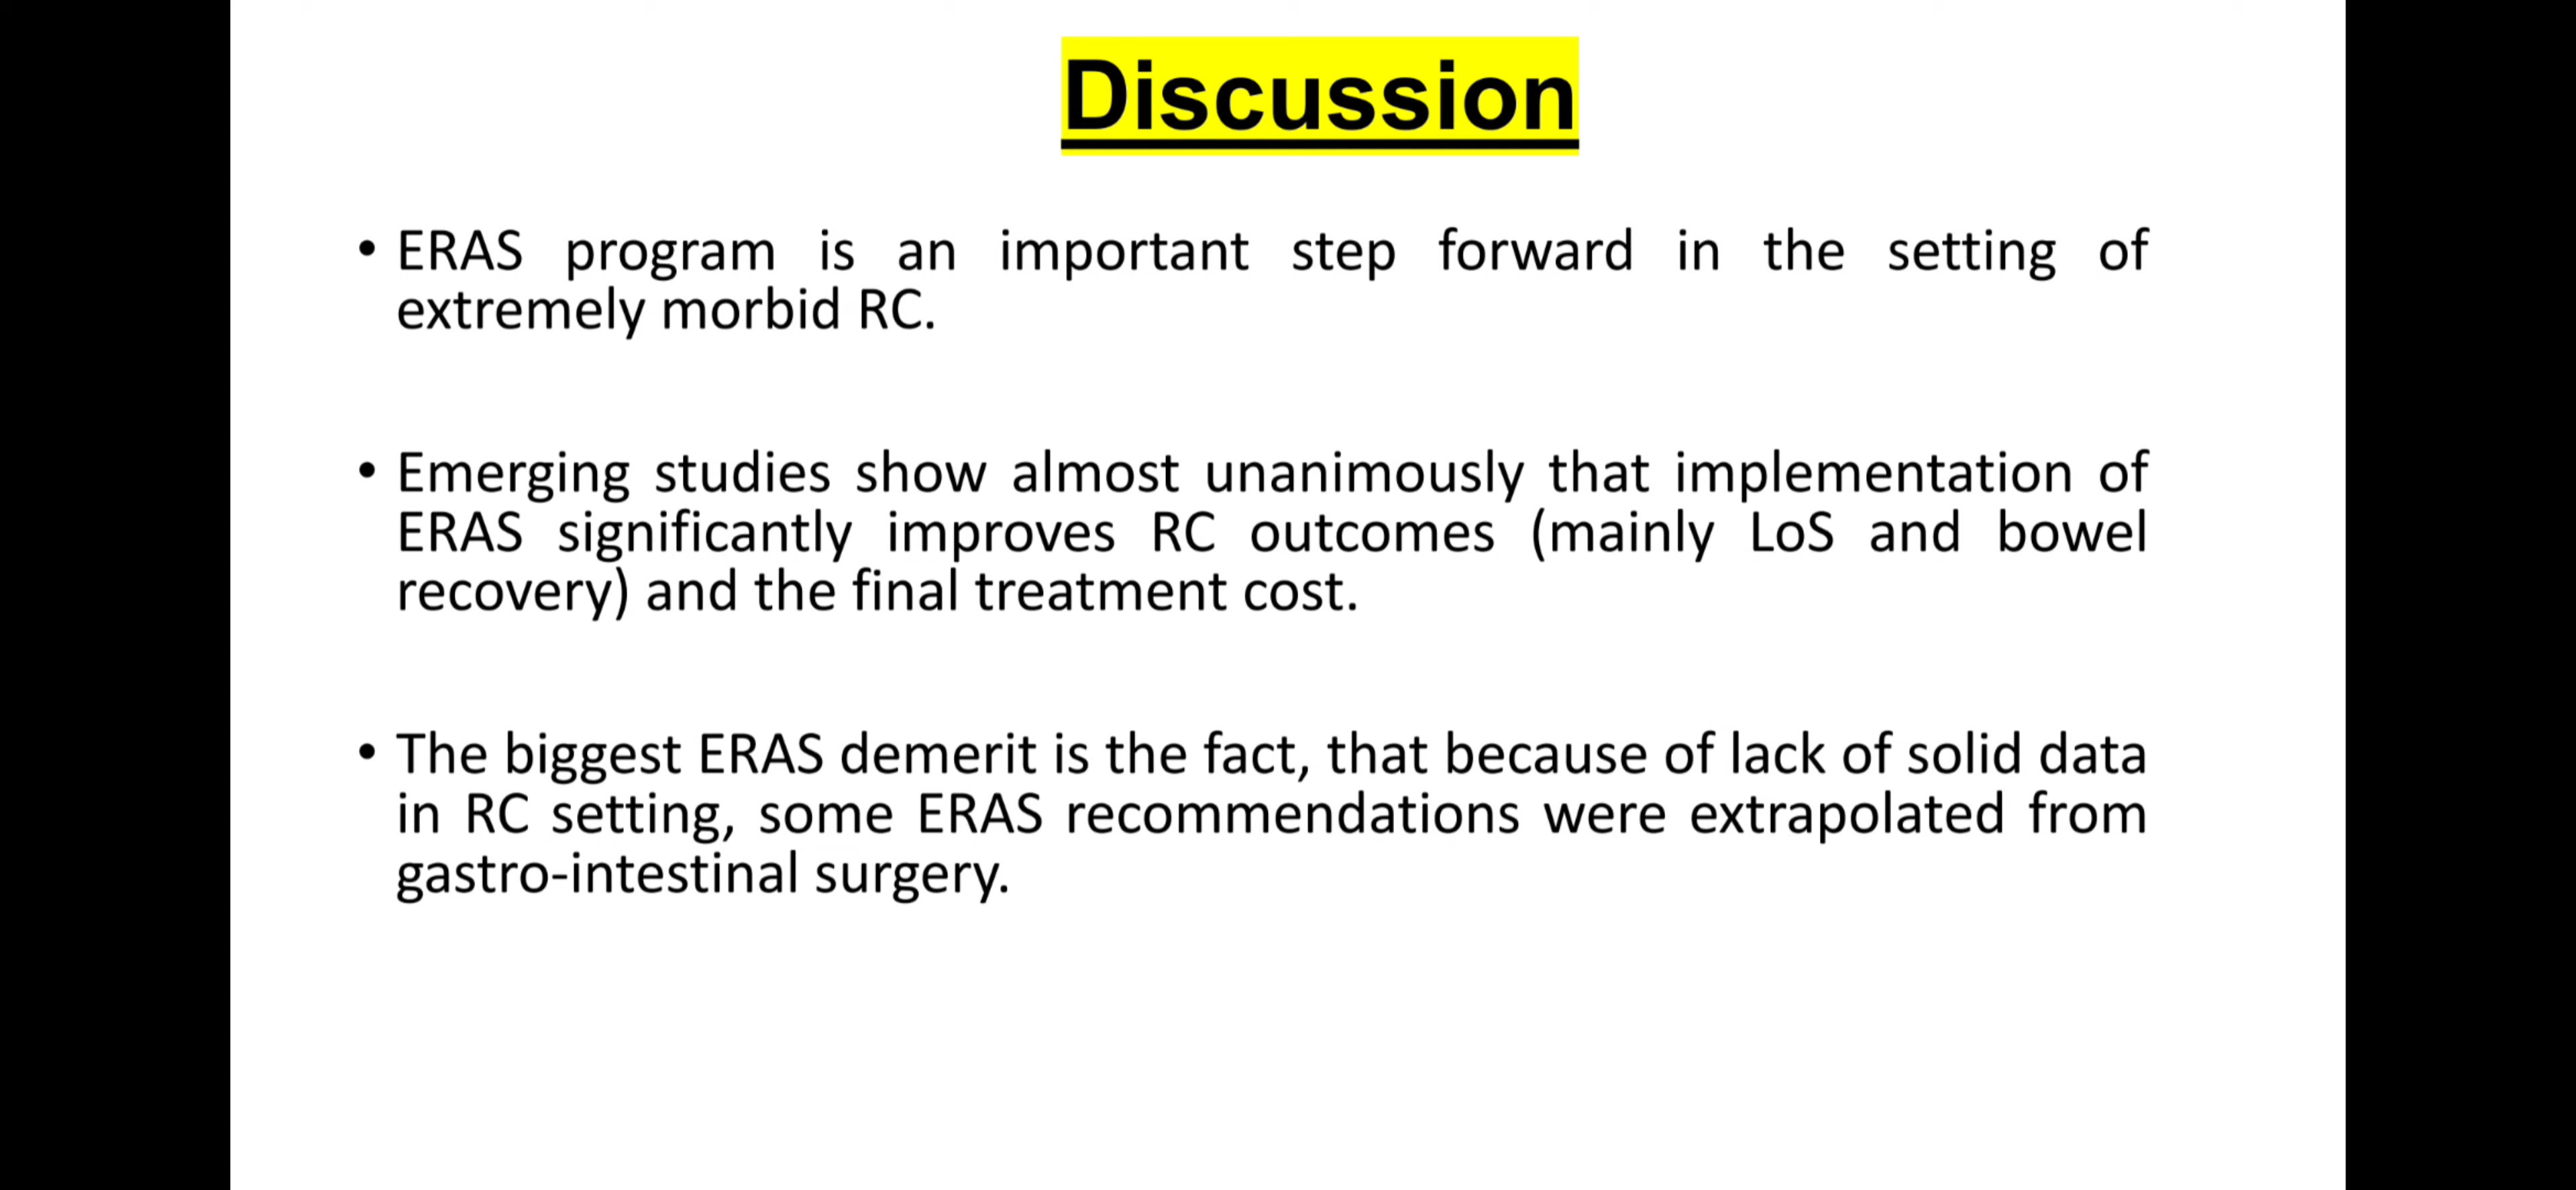 Discussion
• ERAS program is an important step forward in the setting of
extremely morbid RC.
• Emerging studies show almost unanimously that implementation of
ERAS significantly improves RC outcomes (mainly LoS and bowel
recovery) and the final treatment cost.
• The biggest ERAS demerit is the fact, that because of lack of solid data
in RC setting, some ERAS recommendations were extrapolated from
gastro-intestinal surgery.